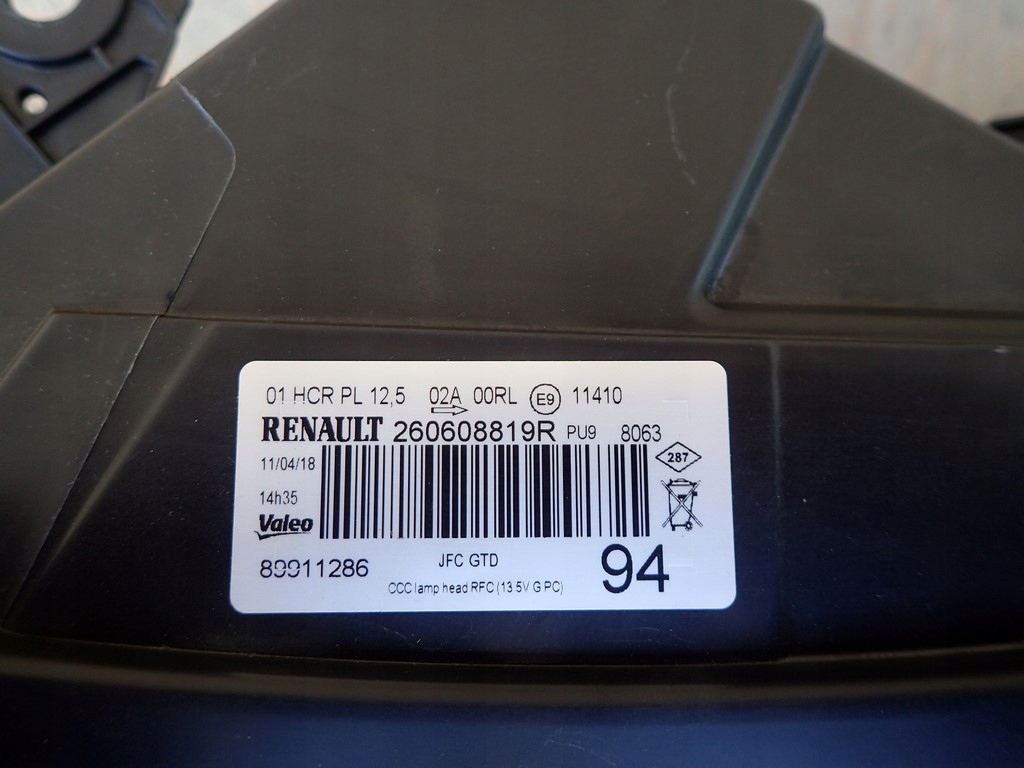 01 HCR PL 12,5 02A 00RL E9 11410
RENAULT 260608819R PU9 8063
11/04/18
287
14h35
Valeo
89911286 JFC GTD 94
CCC lamp head RFC (13.5V G PC)